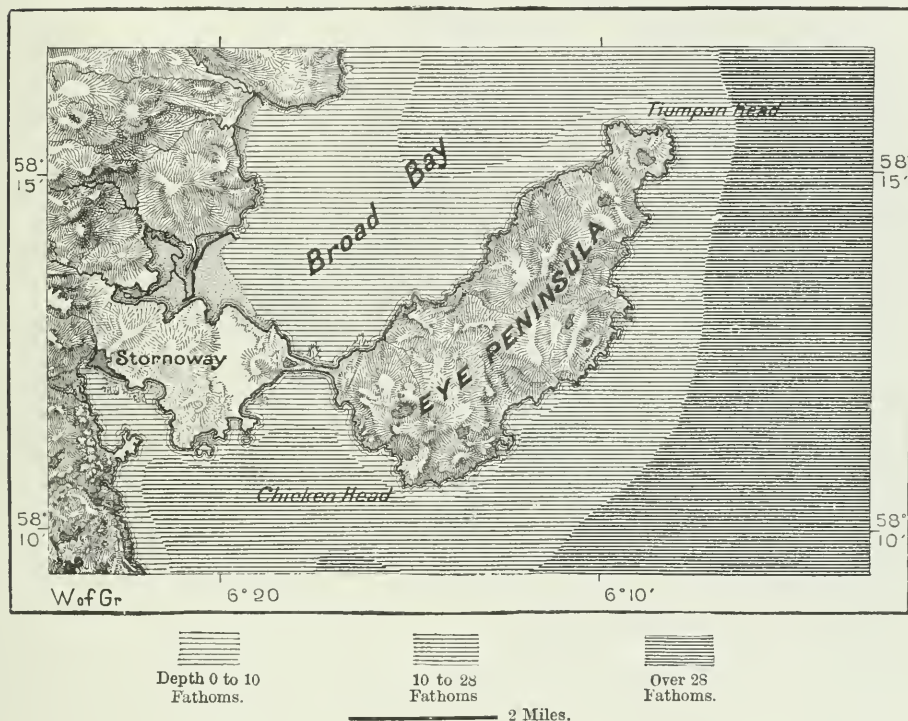 Tiumpan Head
58°
15'
58°
15'
Broad Bay
EYE PENINSULA
Stornoway
Chicken Head
58°
10'
58°
10'
W of Gr
6° 20
6° 10'
Depth 0 to 10
Fathoms.
10 to 28
Fathoms
Over 28
Fathoms.
2 Miles.